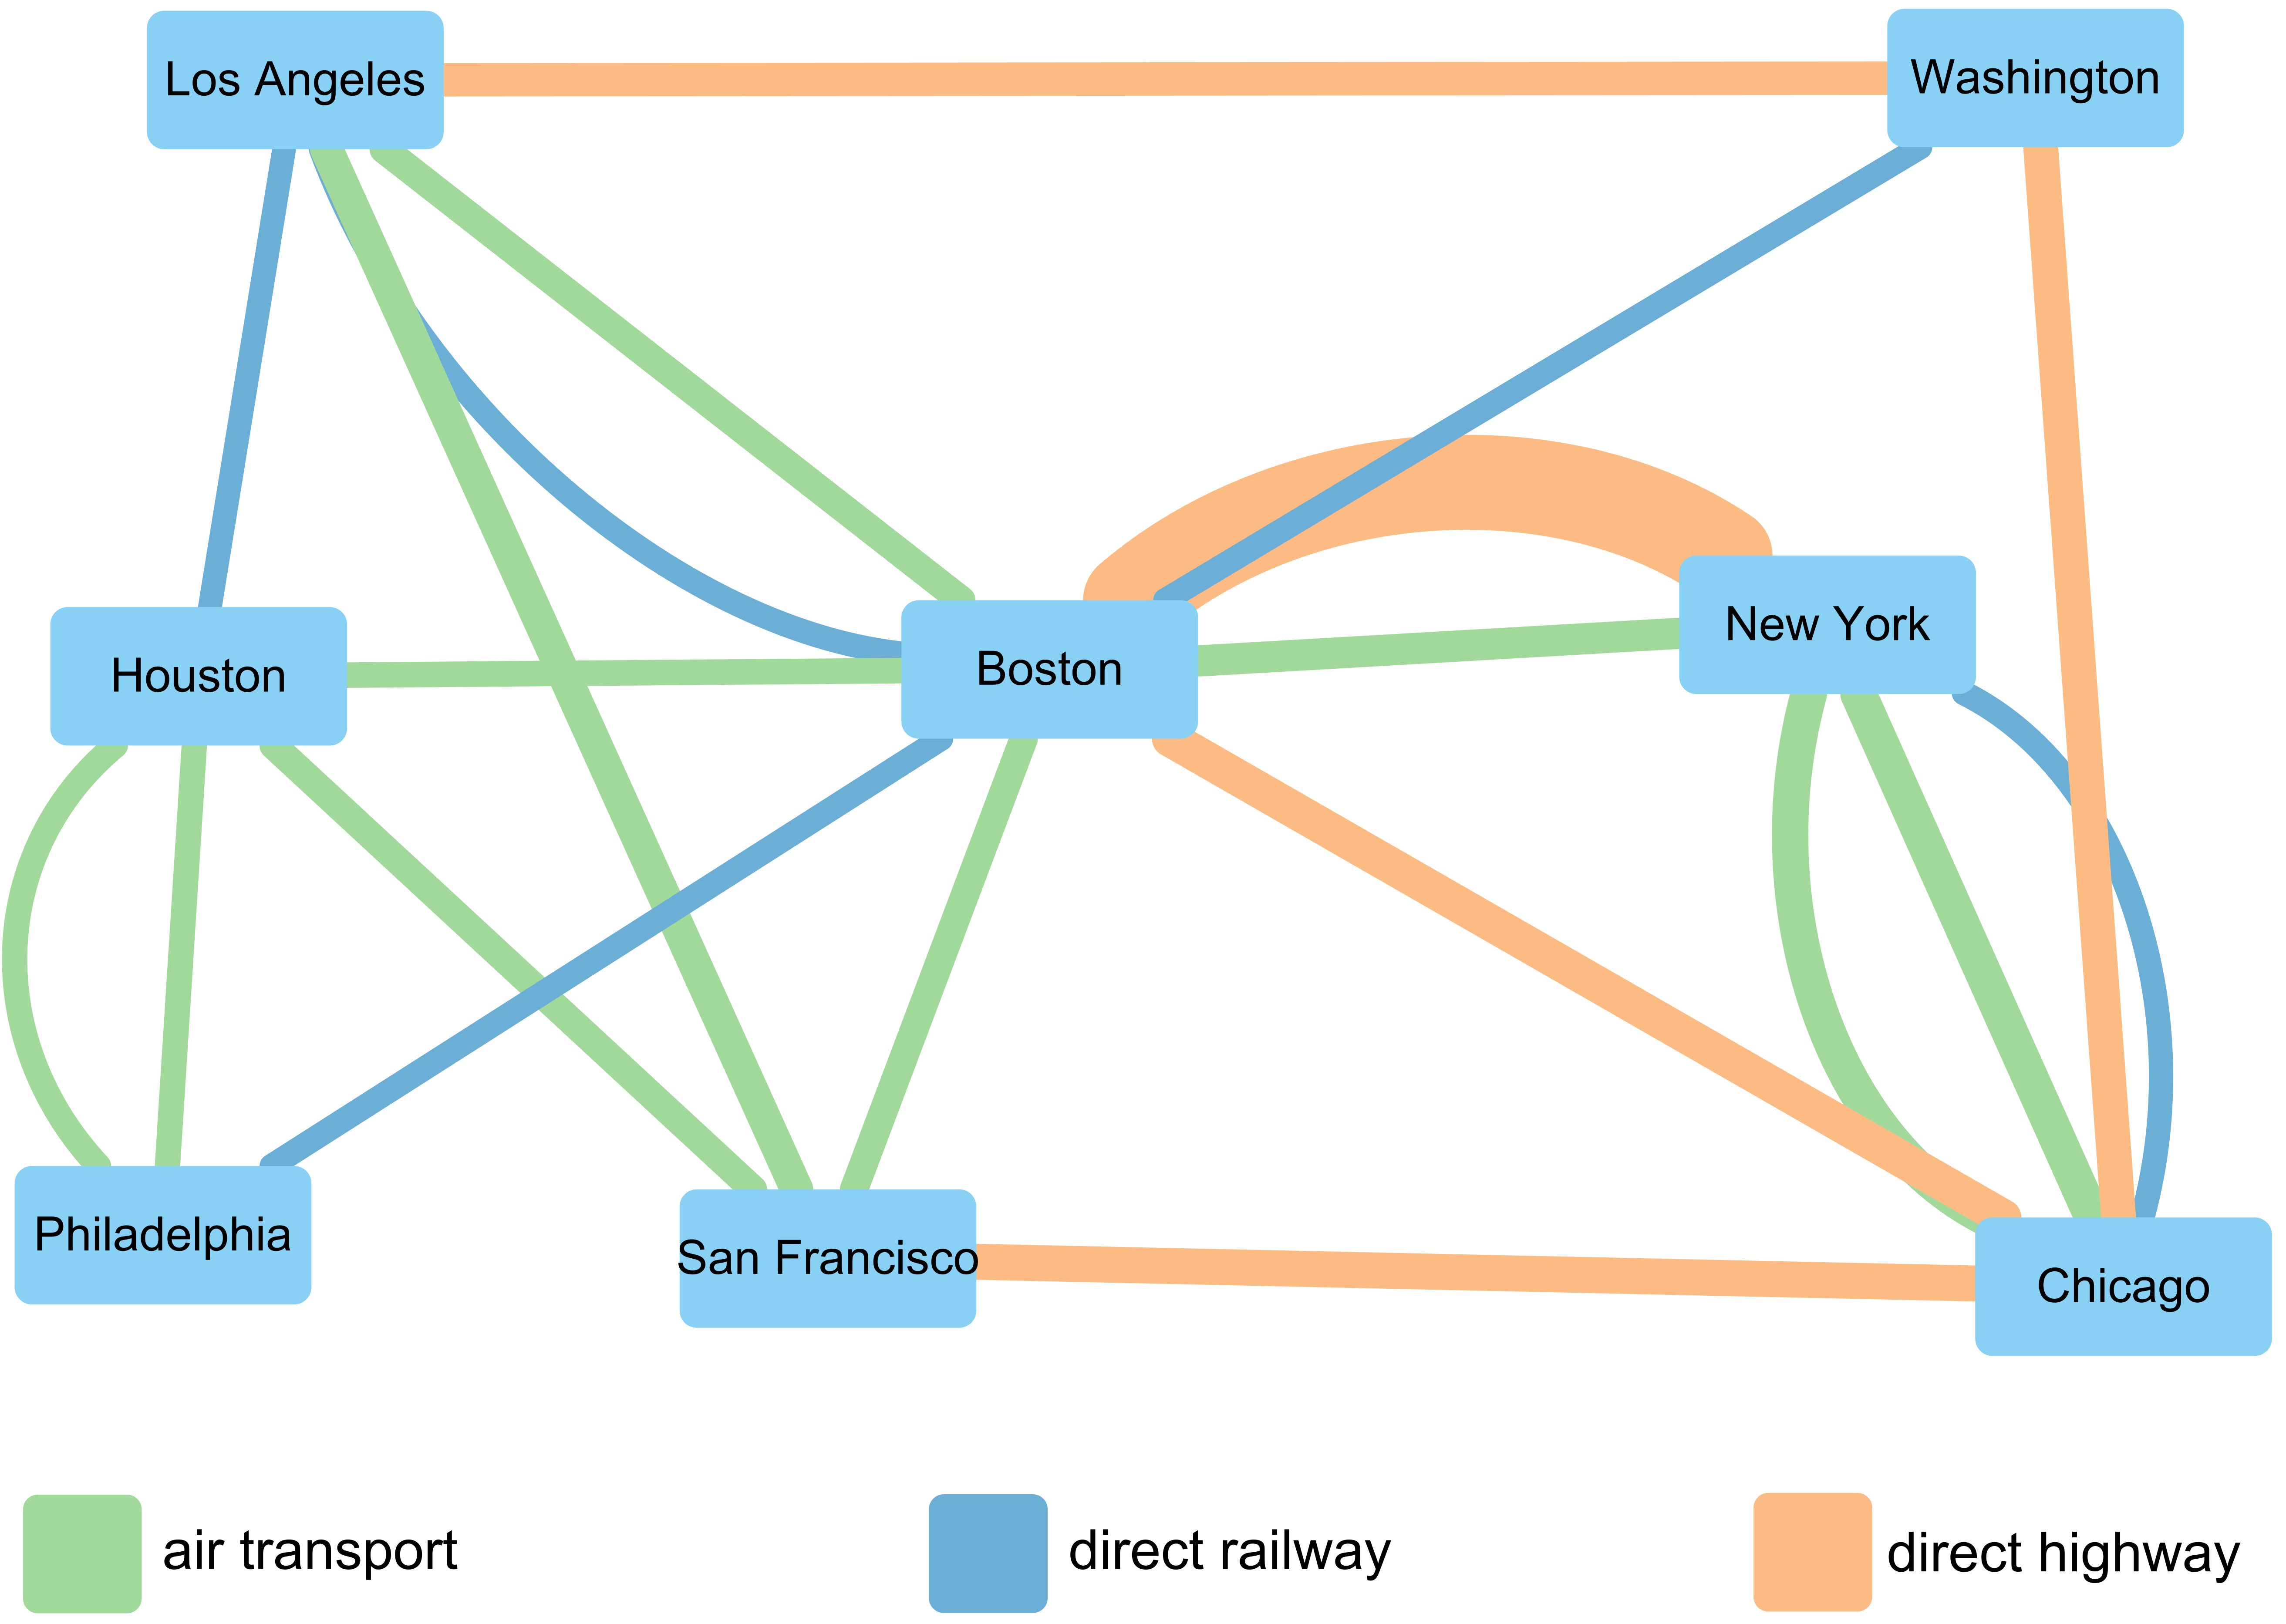 Los Angeles
Washington
New York
Houston
Boston
Philadelphia
San Francisco
Chicago
air transport
direct railway
direct highway